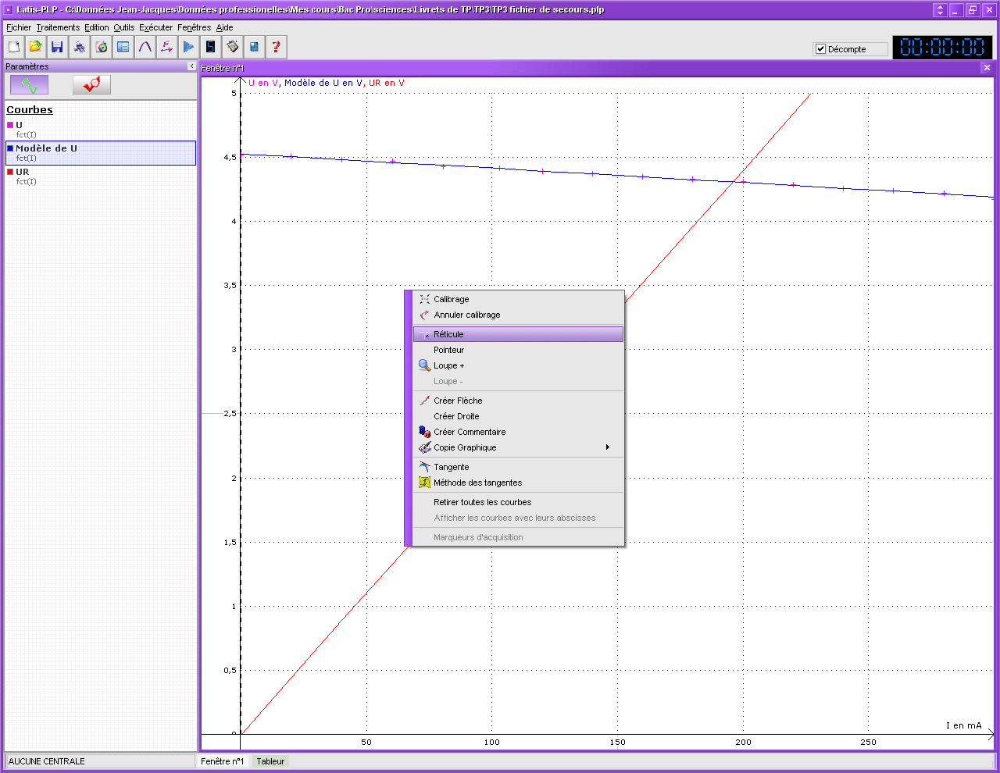 Latis-PLP - C:\Données Jean-Jacques\Données professionelles\Mes cours\Bac Pro\sciences\Livrets de TP\TP3\TP3 fichier de secours.plp
Fichier Traitements Edition Outils Exécuter Fenêtres Aide
Décompte
00:00:00
Paramètres
Courbes
U
fct(I)
Modèle de U
fct(I)
UR
fct(I)
Fenêtre n°1
U en V, Modèle de U en V, UR en V
5
4,5
4
3,5
3
2,5
2
1,5
1
0,5
0
50 100 150 200 250
I en mA
Calibrage
Annuler calibrage
Réticule
Pointeur
Loupe +
Loupe -
Créer Flèche
Créer Droite
Créer Commentaire
Copie Graphique
Tangente
Méthode des tangentes
Retirer toutes les courbes
Afficher les courbes avec leurs abscisses
Marqueurs d'acquisition
AUCUNE CENTRALE
Fenêtre n°1 Tableur